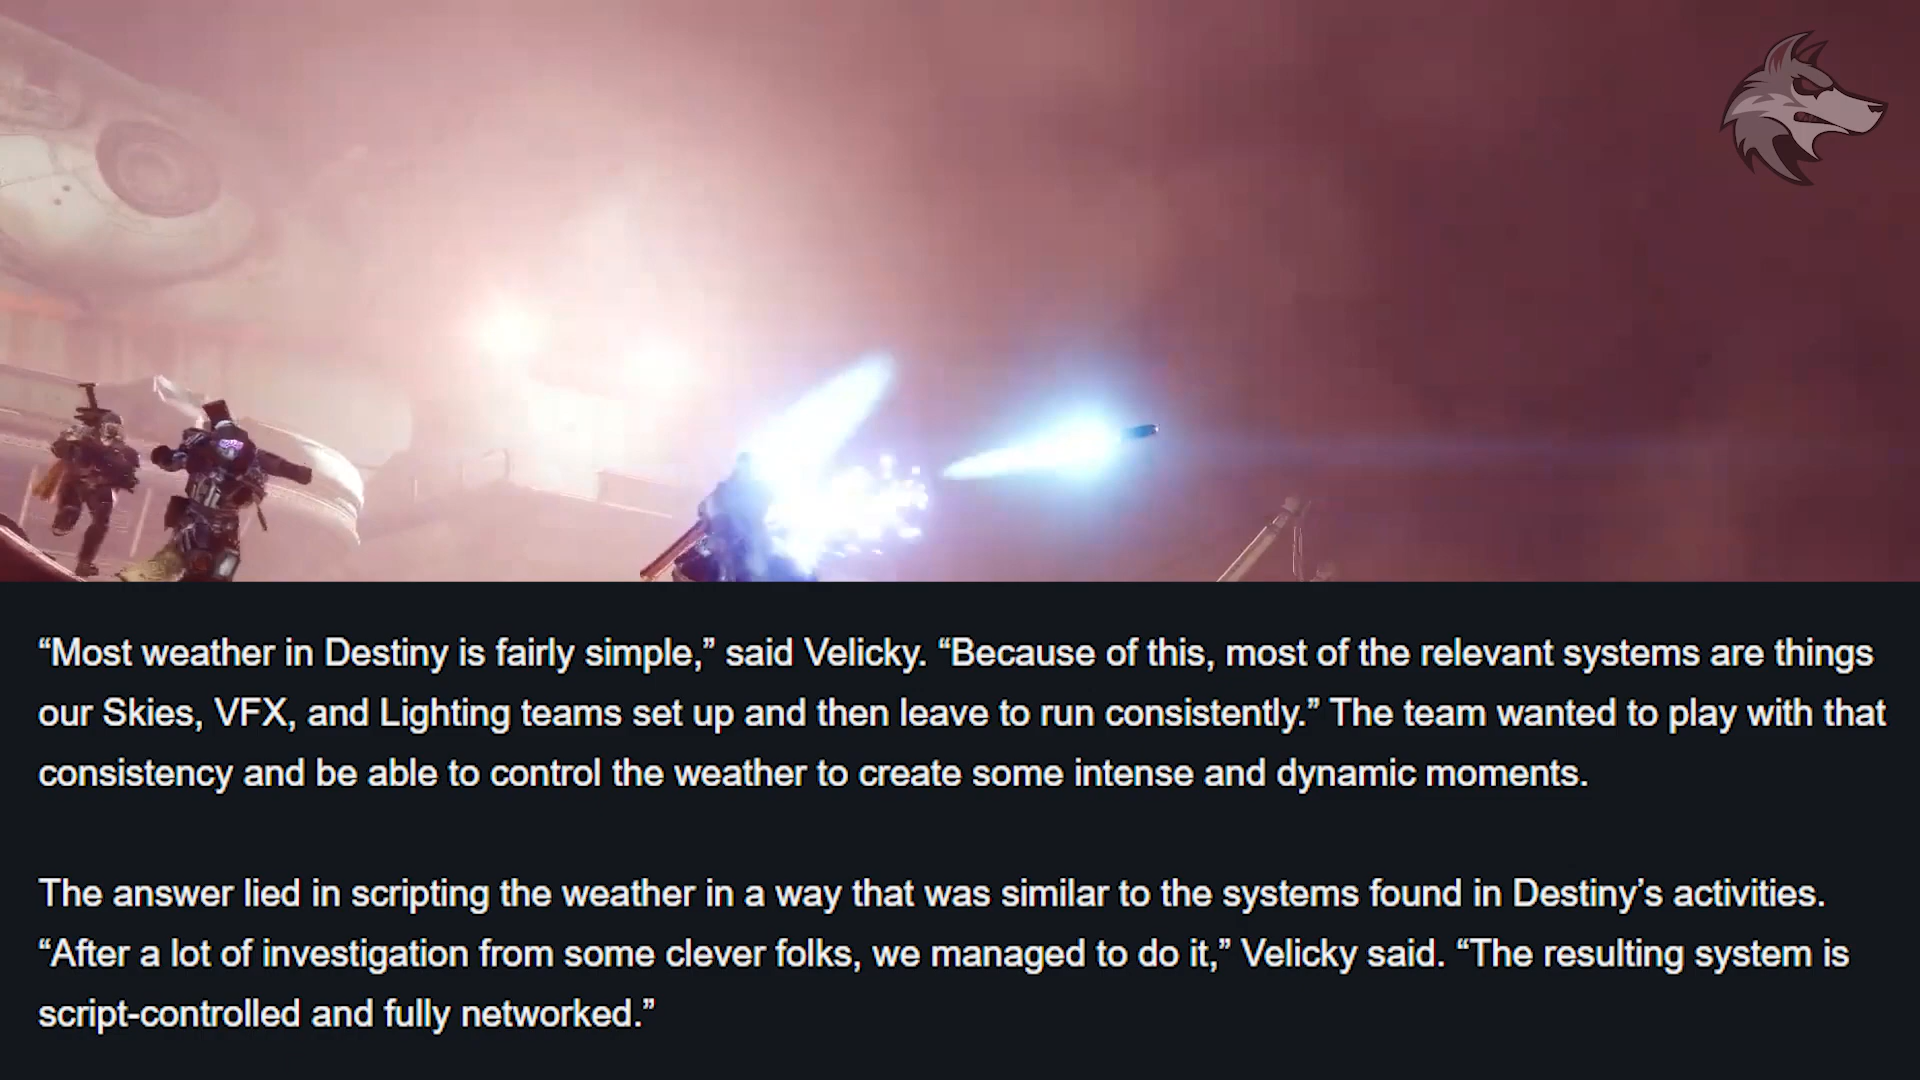 “Most weather in Destiny is fairly simple,” said Velicky. “Because of this, most of the relevant systems are things
our Skies, VFX, and Lighting teams set up and then leave to run consistently.” The team wanted to play with that
consistency and be able to control the weather to create some intense and dynamic moments.
The answer lied in scripting the weather in a way that was similar to the systems found in Destiny’s activities.
“After a lot of investigation from some clever folks, we managed to do it,” Velicky said. “The resulting system is
script-controlled and fully networked.”